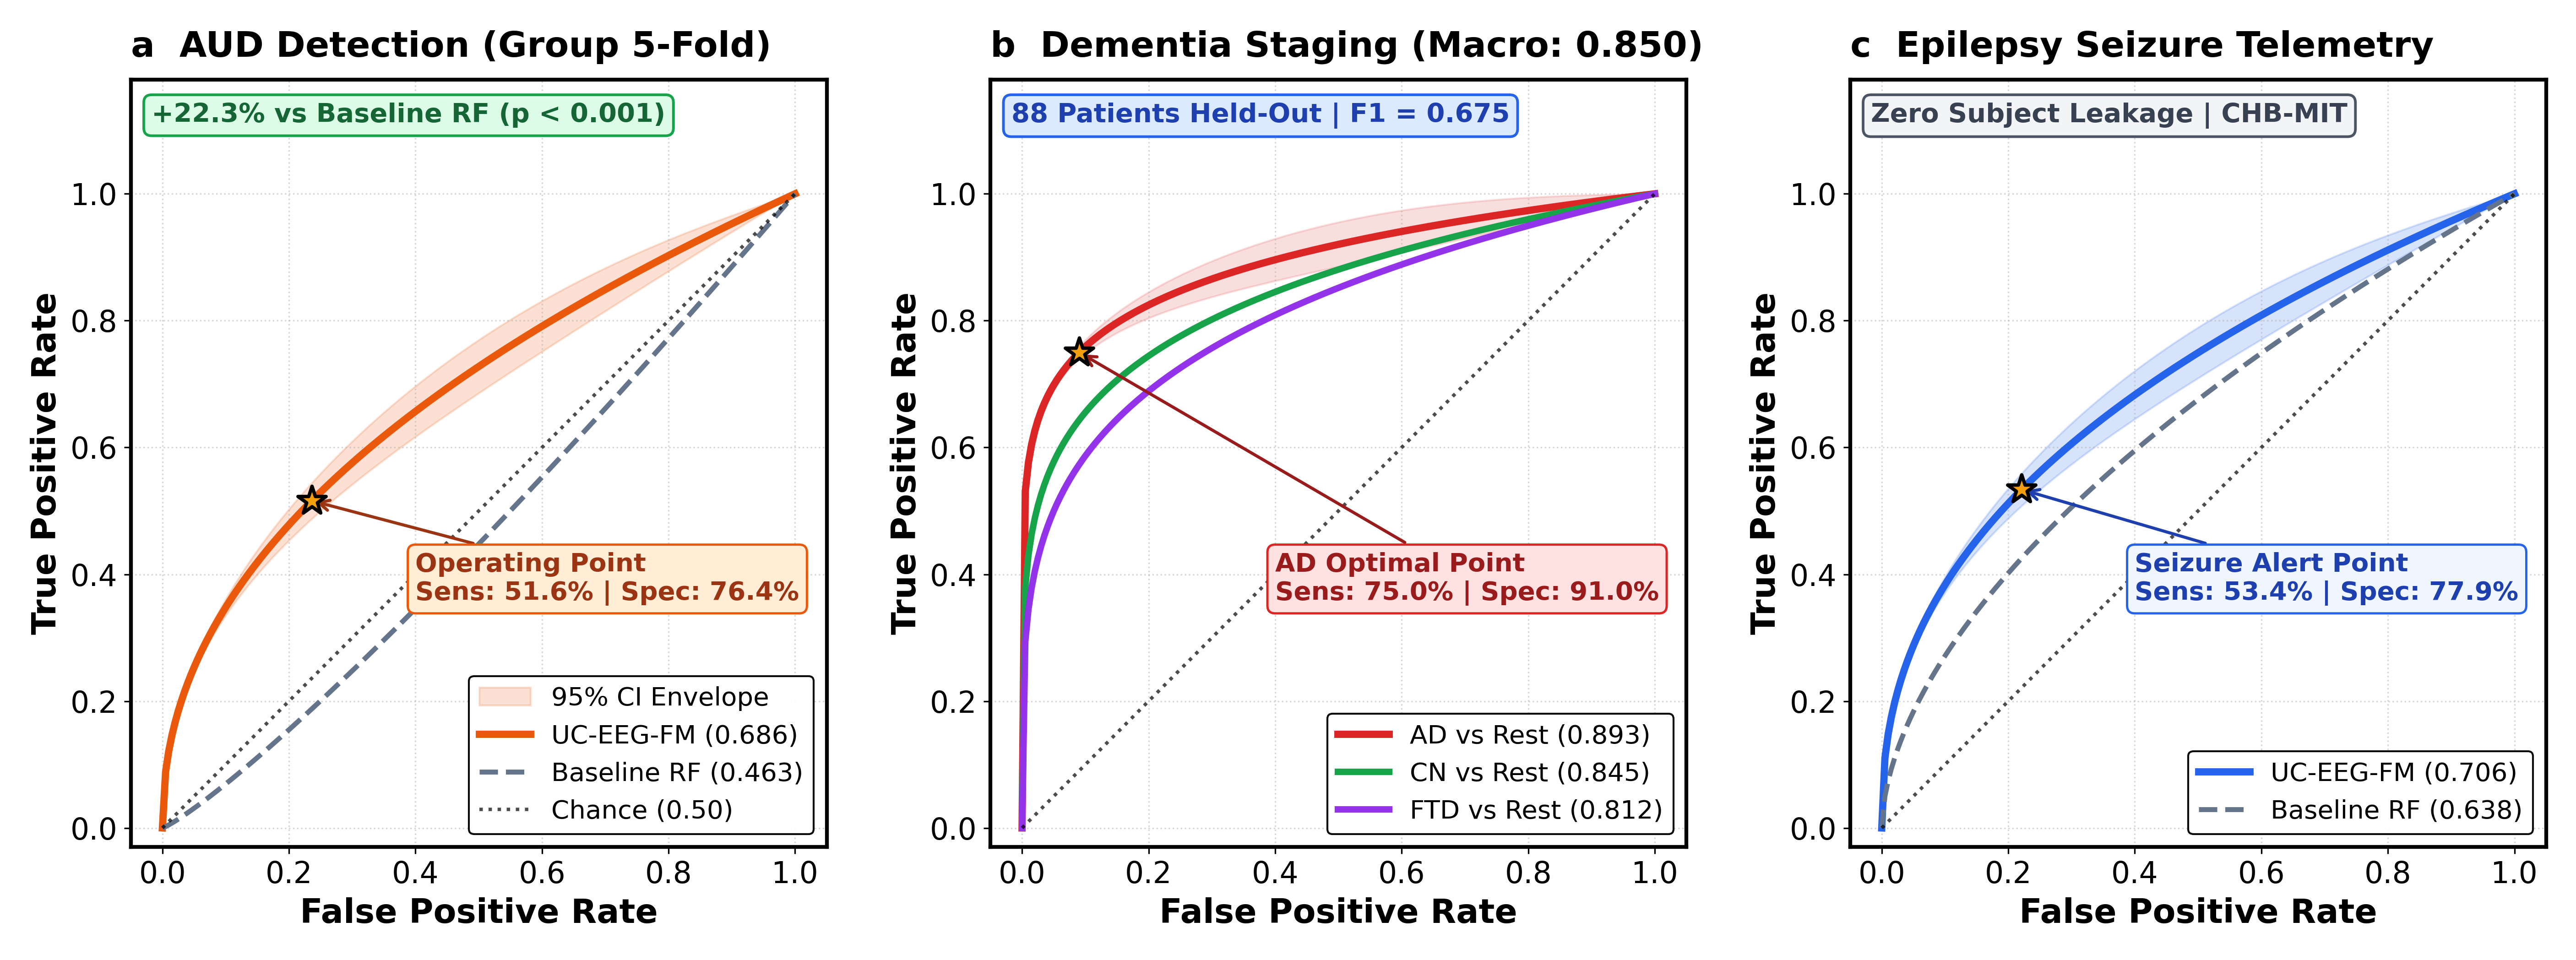 a AUD Detection (Group 5-Fold)
+22.3% vs Baseline RF (p < 0.001)
True Positive Rate
1.0
0.8
0.6
0.4
0.2
0.0
Operating Point
Sens: 51.6% | Spec: 76.4%
95% CI Envelope
UC-EEG-FM (0.686)
Baseline RF (0.463)
Chance (0.50)
0.0 0.2 0.4 0.6 0.8 1.0
False Positive Rate
b Dementia Staging (Macro: 0.850)
88 Patients Held-Out | F1 = 0.675
True Positive Rate
1.0
0.8
0.6
0.4
0.2
0.0
AD Optimal Point
Sens: 75.0% | Spec: 91.0%
AD vs Rest (0.893)
CN vs Rest (0.845)
FTD vs Rest (0.812)
0.0 0.2 0.4 0.6 0.8 1.0
False Positive Rate
c Epilepsy Seizure Telemetry
Zero Subject Leakage | CHB-MIT
True Positive Rate
1.0
0.8
0.6
0.4
0.2
0.0
Seizure Alert Point
Sens: 53.4% | Spec: 77.9%
UC-EEG-FM (0.706)
Baseline RF (0.638)
0.0 0.2 0.4 0.6 0.8 1.0
False Positive Rate